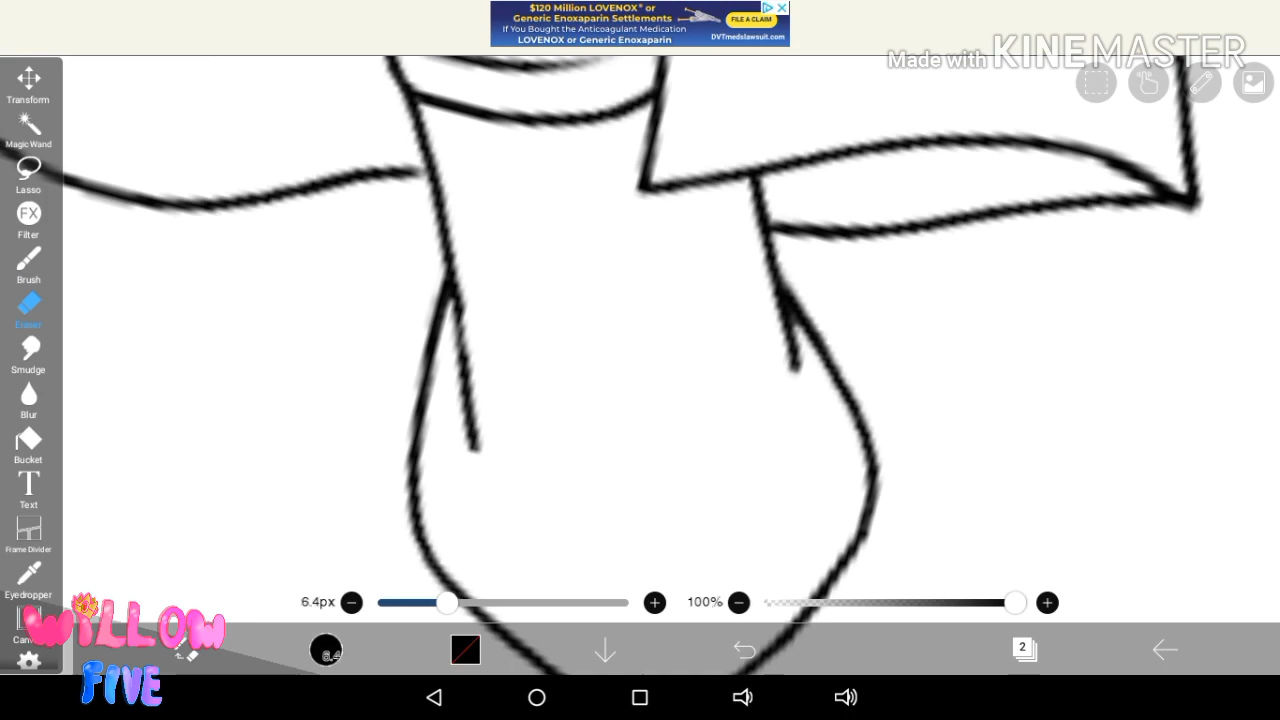 $120 Million LOVENOX® or
Generic Enoxaparin Settlements
If You Bought the Anticoagulant Medication
LOVENOX or Generic Enoxaparin
FILE A CLAIM
DVTmedslawsuit.com
Made with KINEMASTER
Transform
Magic Wand
Lasso
FX
Filter
Brush
Eraser
Smudge
Blur
Bucket
T
Text
Frame Divider
Eyedropper
6.4px
100%
WiLLOW
FIVE
6.4
2